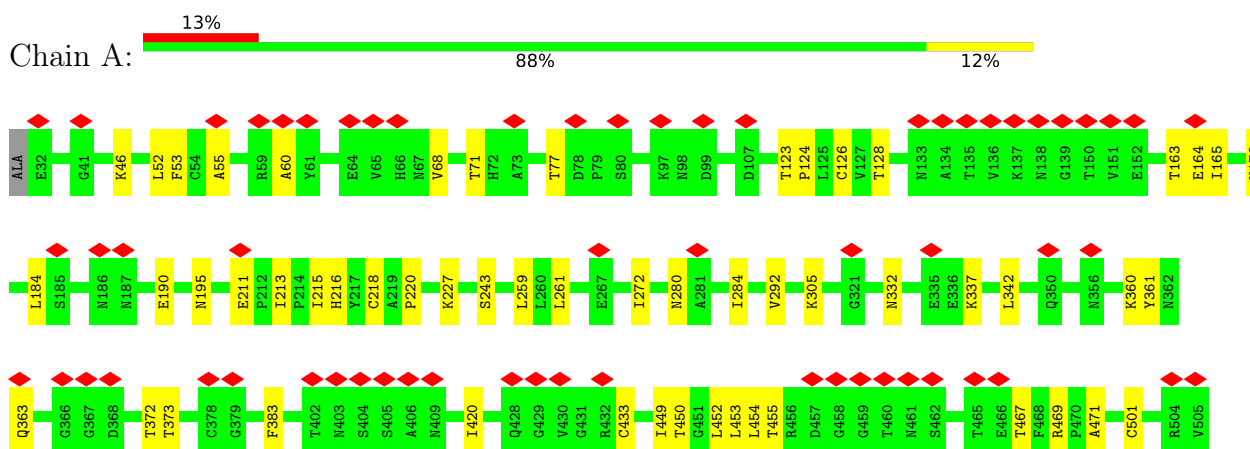 13%
Chain A:
88% 12%
ALA E32 G41 K46 L52 F53 C54 A55 R59 A60 Y61 E64 V65 H66 N67 V68 T71 H72 A73 T77 D78 P79 S80 K97 N98 D99 D107 T123 P124 L125 C126 V127 T128 N133 A134 T135 V136 K137 N138 G139 T150 V151 E152 T163 E164 I165
L184 S185 N186 N187 E190 N195 E211 P212 I213 P214 I215 H216 Y217 C218 A219 P220 K227 S243 L259 L260 L261 E267 I272 N280 A281 I284 V292 K305 G321 N332 E335 E336 K337 L342 Q350 N356 K360 Y361 N362
Q363 G366 G367 D368 T372 T373 C378 G379 F383 T402 N403 S404 S405 A406 N409 I420 Q428 G429 V430 G431 R432 C433 I449 T450 G451 L452 L453 L454 T455 R456 D457 G458 G459 T460 N461 S462 T465 E466 T467 F468 R469 P470 A471 C501 R504 V505